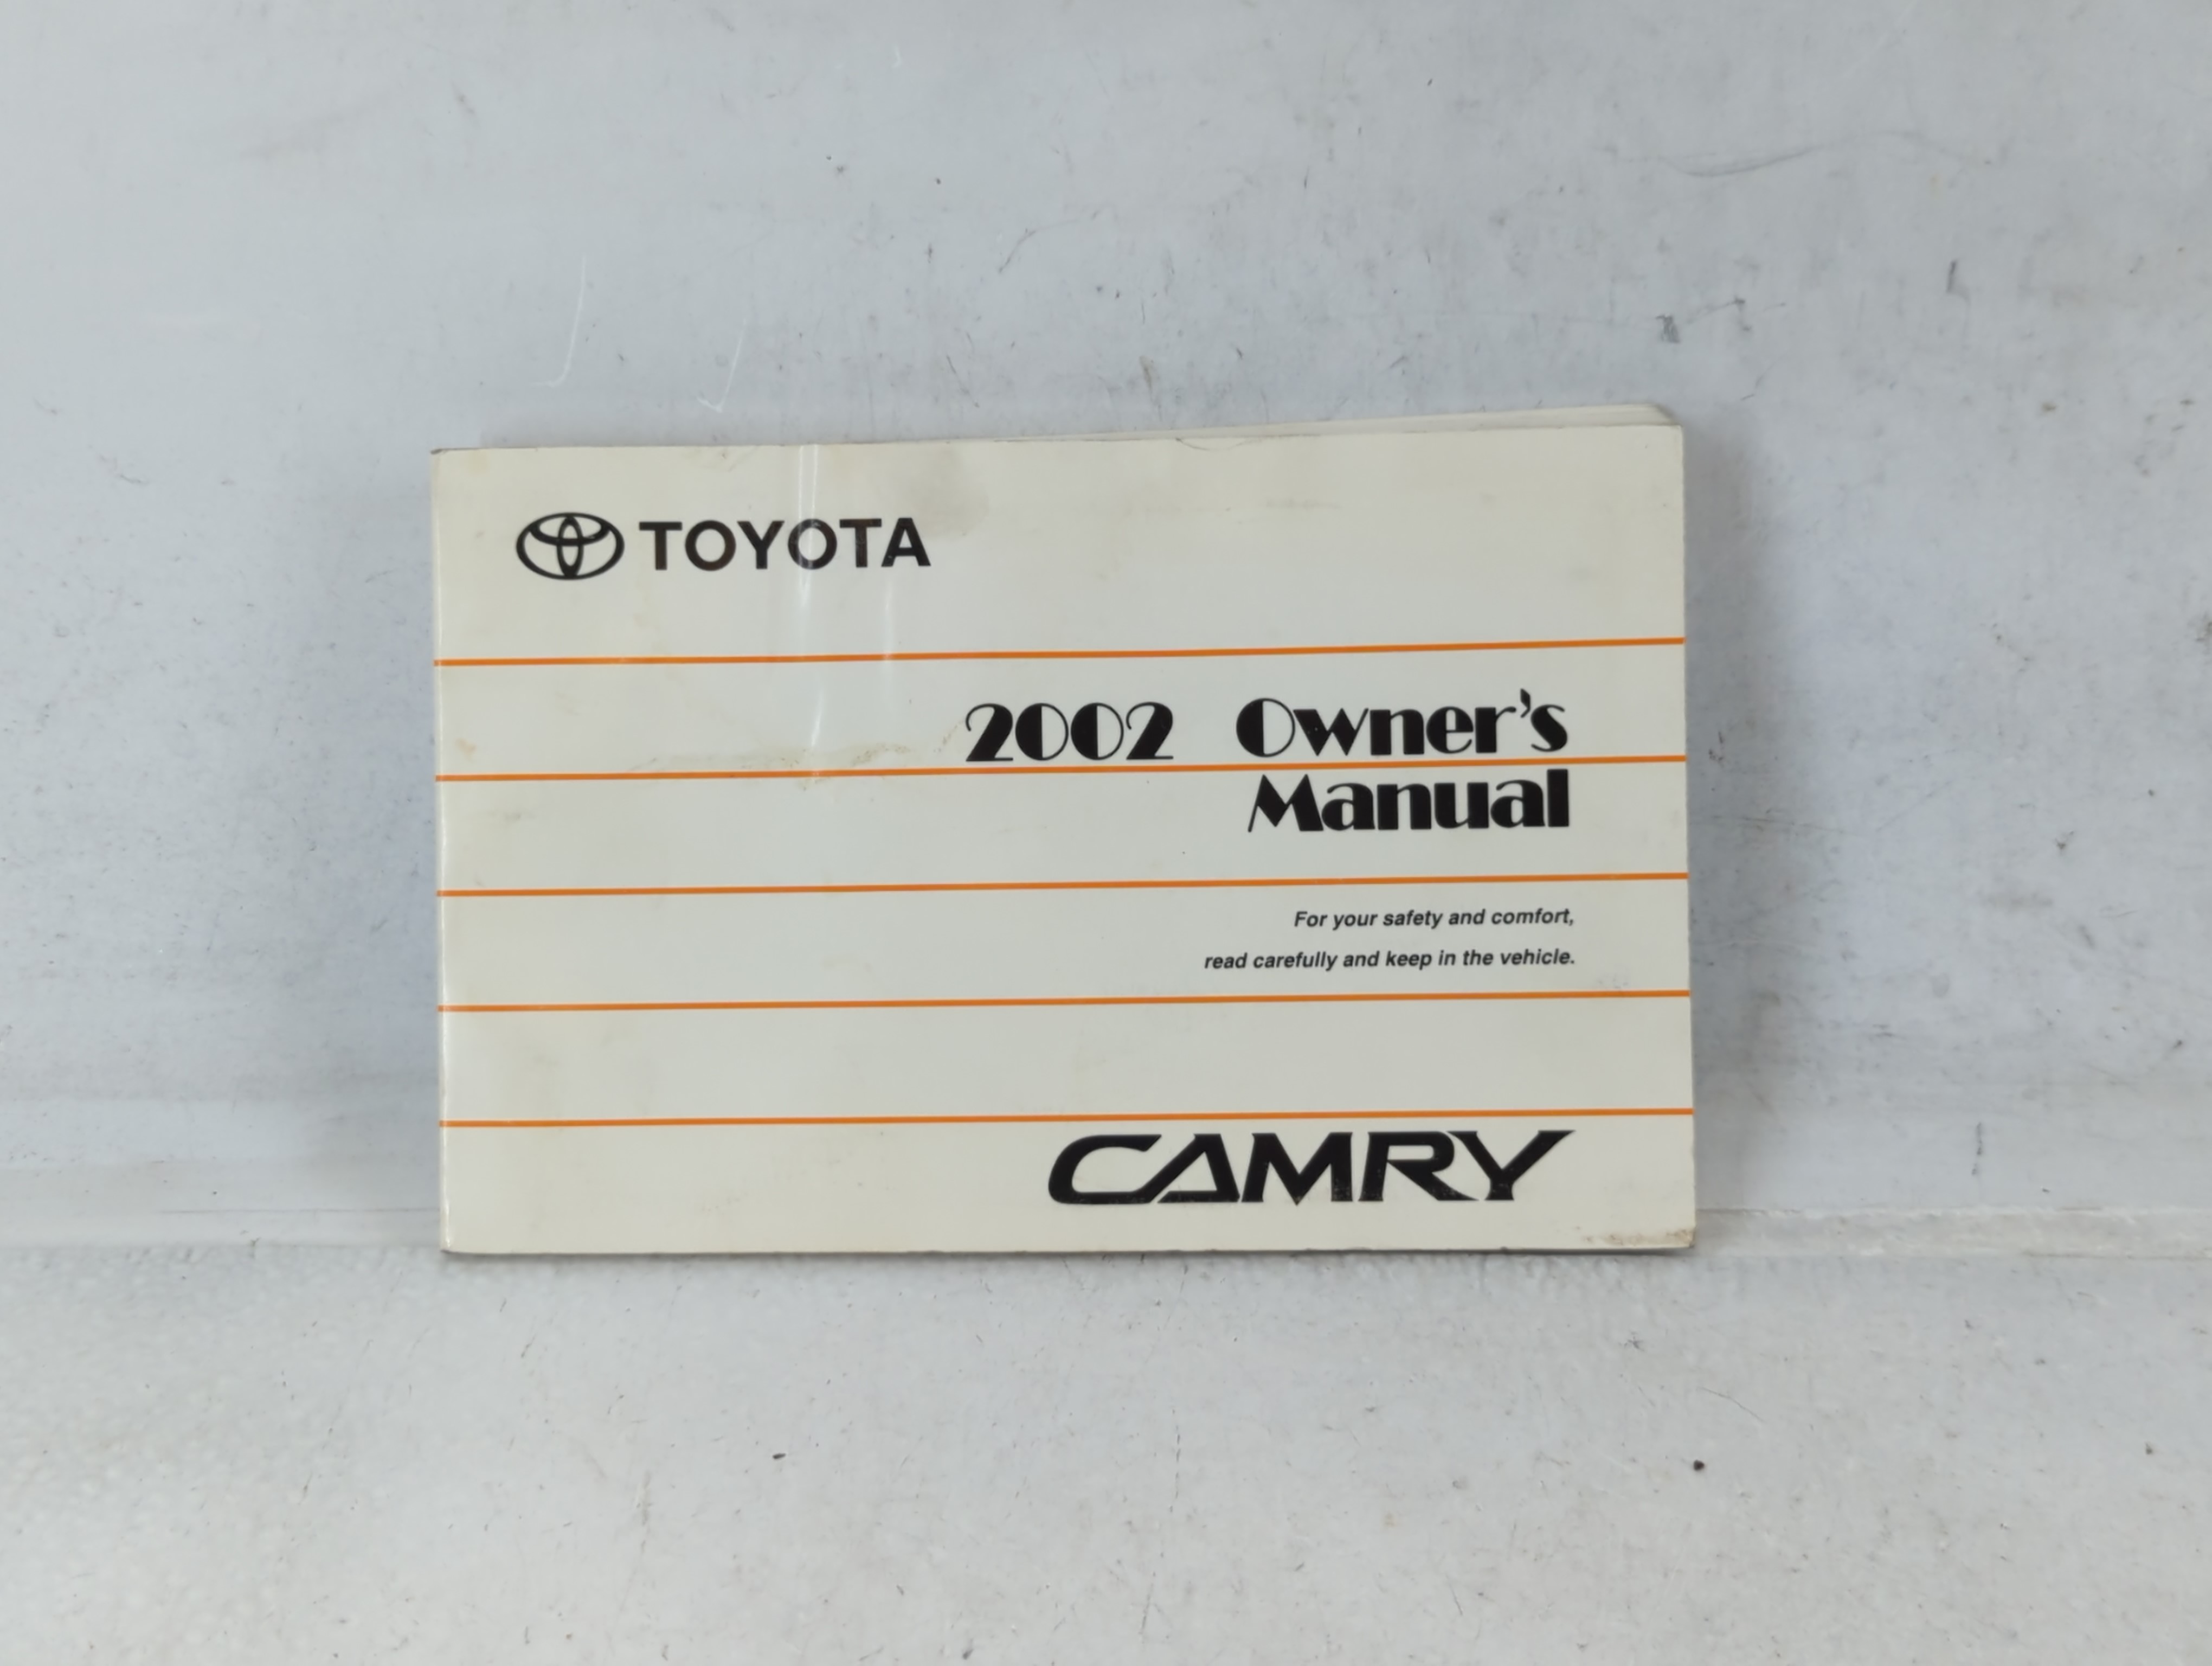 TOYOTA
2002 Owner's
Manual
For your safety and comfort,
read carefully and keep in the vehicle.
CAMRY